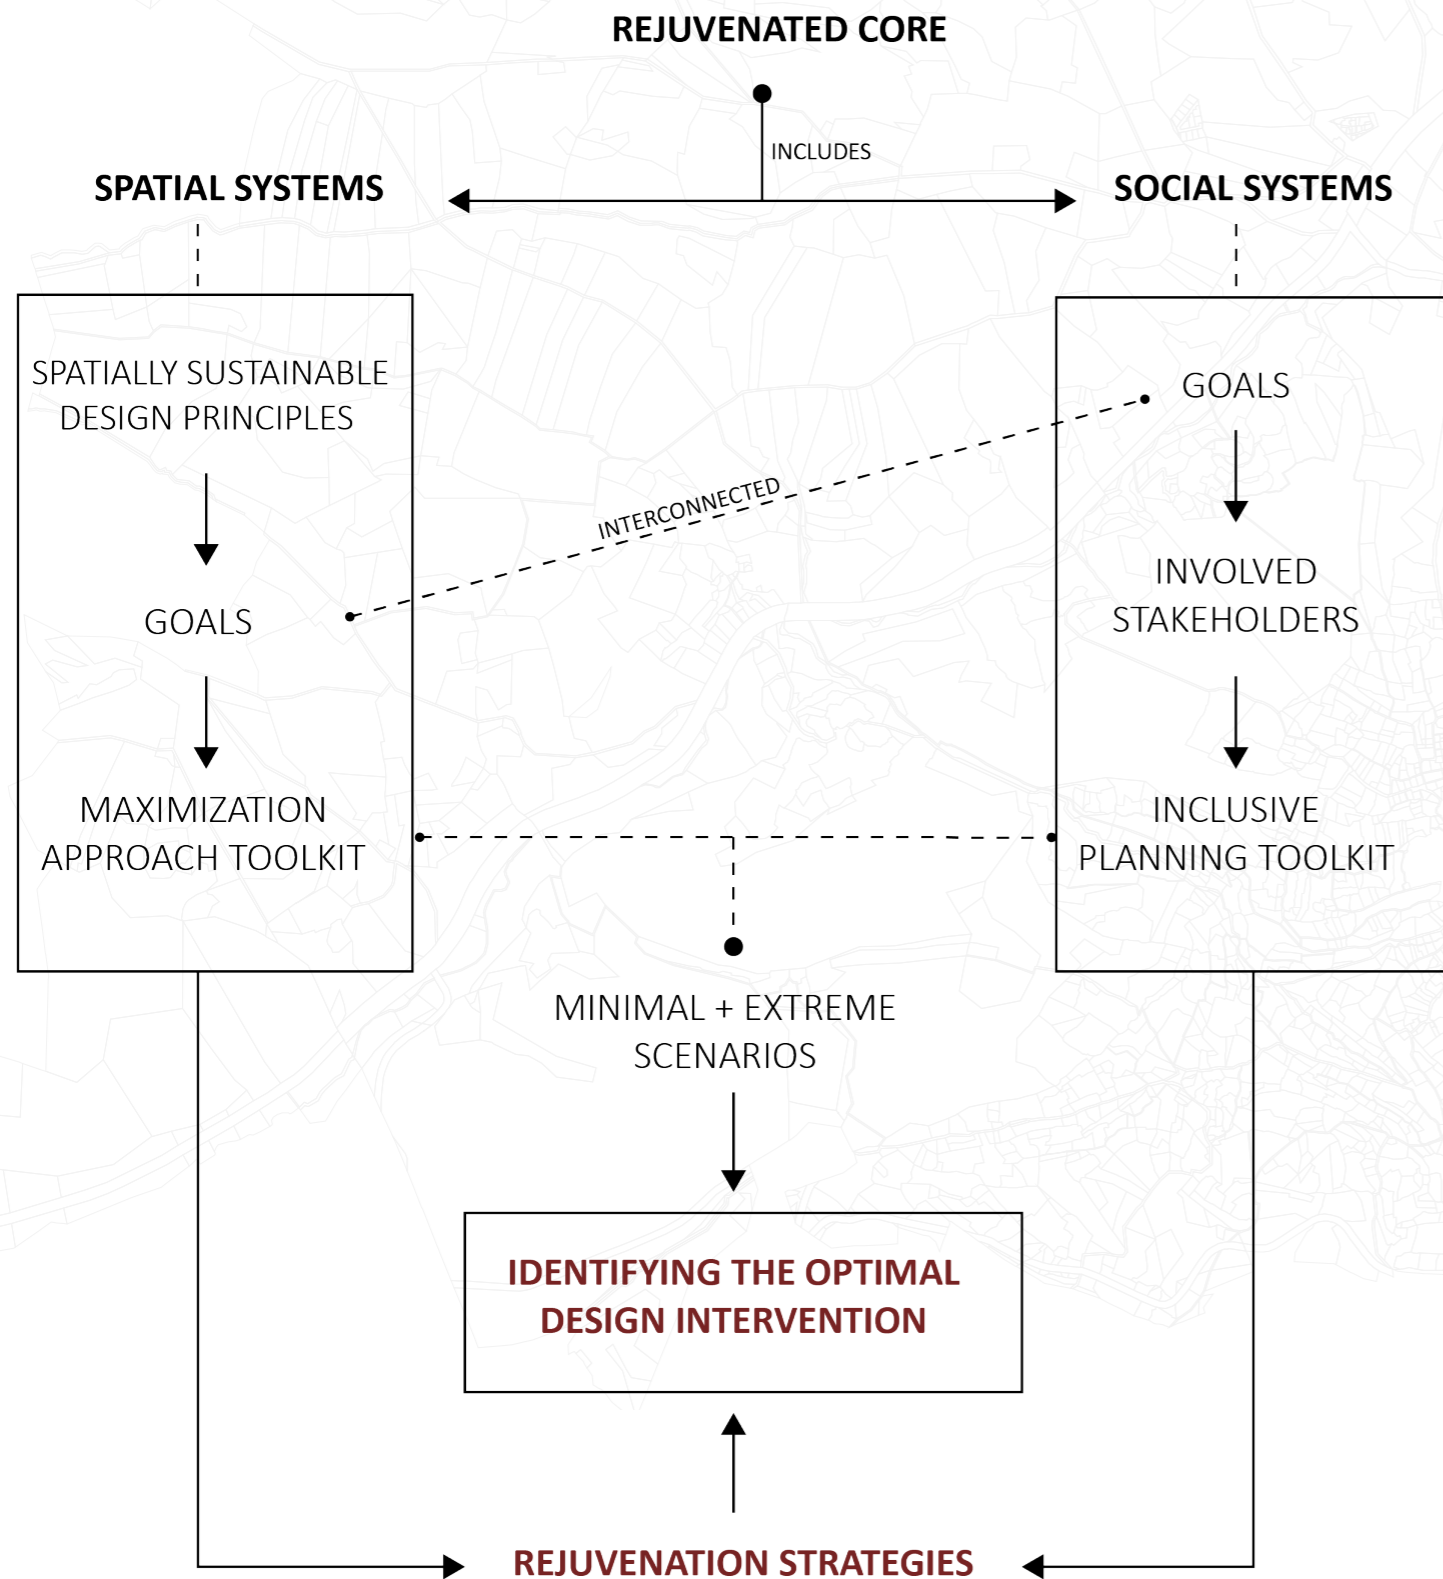 REJUVENATED CORE
INCLUDES
SPATIAL SYSTEMS
SOCIAL SYSTEMS
SPATIALLY SUSTAINABLE
DESIGN PRINCIPLES
GOALS
MAXIMIZATION
APPROACH TOOLKIT
INTERCONNECTED
GOALS
INVOLVED
STAKEHOLDERS
INCLUSIVE
PLANNING TOOLKIT
MINIMAL + EXTREME
SCENARIOS
IDENTIFYING THE OPTIMAL
DESIGN INTERVENTION
REJUVENATION STRATEGIES